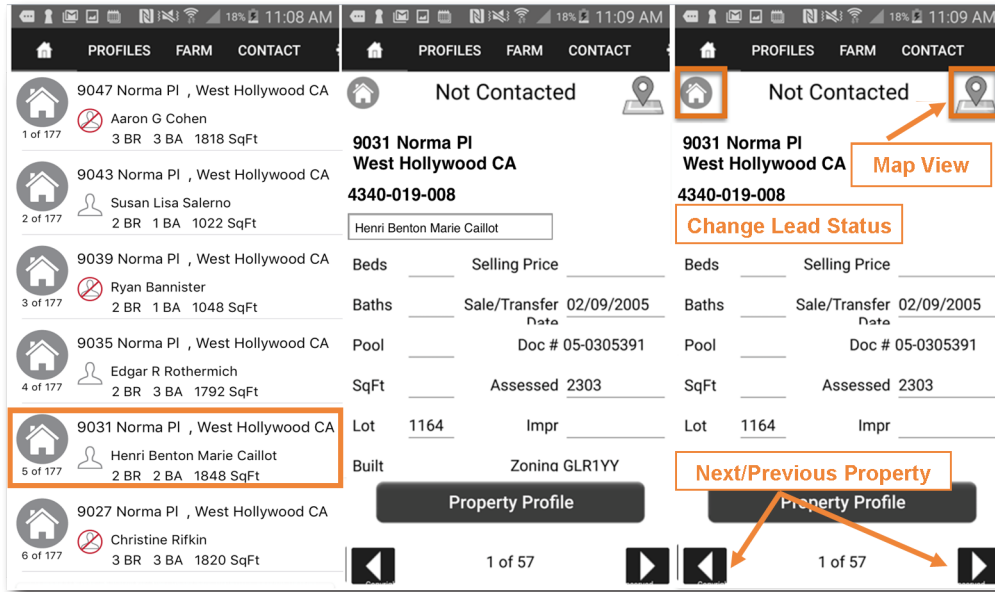 18% 11:08 AM
PROFILES FARM CONTACT
9047 Norma Pl , West Hollywood CA
Aaron G Cohen
1 of 177
3 BR 3 BA 1818 SqFt
9043 Norma Pl , West Hollywood CA
Susan Lisa Salerno
2 of 177
2 BR 1 BA 1022 SqFt
9039 Norma Pl , West Hollywood CA
Ryan Bannister
3 of 177
2 BR 1 BA 1048 SqFt
9035 Norma Pl , West Hollywood CA
Edgar R Rothermich
4 of 177
2 BR 3 BA 1792 SqFt
9031 Norma Pl , West Hollywood CA
Henri Benton Marie Caillot
5 of 177
2 BR 2 BA 1848 SqFt
9027 Norma Pl , West Hollywood CA
Christine Rifkin
6 of 177
3 BR 3 BA 1820 SqFt
18% 11:09 AM
PROFILES FARM CONTACT
Not Contacted
9031 Norma Pl
West Hollywood CA
4340-019-008
Henri Benton Marie Caillot
Beds Selling Price
Baths Sale/Transfer 02/09/2005
Date
Pool Doc # 05-0305391
SqFt Assessed 2303
Lot 1164 Impr
Built Zoning GLR1YY
Property Profile
1 of 57
18% 11:09 AM
PROFILES FARM CONTACT
Not Contacted
9031 Norma Pl
West Hollywood CA
Map View
4340-019-008
Change Lead Status
Beds Selling Price
Baths Sale/Transfer 02/09/2005
Date
Pool Doc # 05-0305391
SqFt Assessed 2303
Lot 1164 Impr
Next/Previous Property
Property Profile
1 of 57